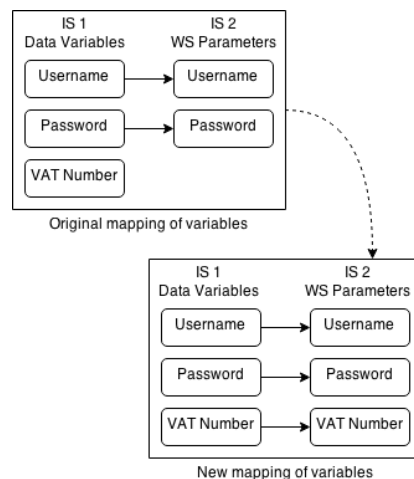 IS 1 IS 2
Data Variables WS Parameters
Username Username
Password Password
VAT Number
Original mapping of variables
IS 1 IS 2
Data Variables WS Parameters
Username Username
Password Password
VAT Number VAT Number
New mapping of variables